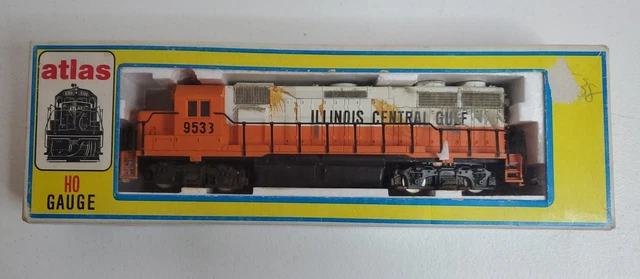 atlas
HO
GAUGE
9533
ILLINOIS CENTRAL GULF